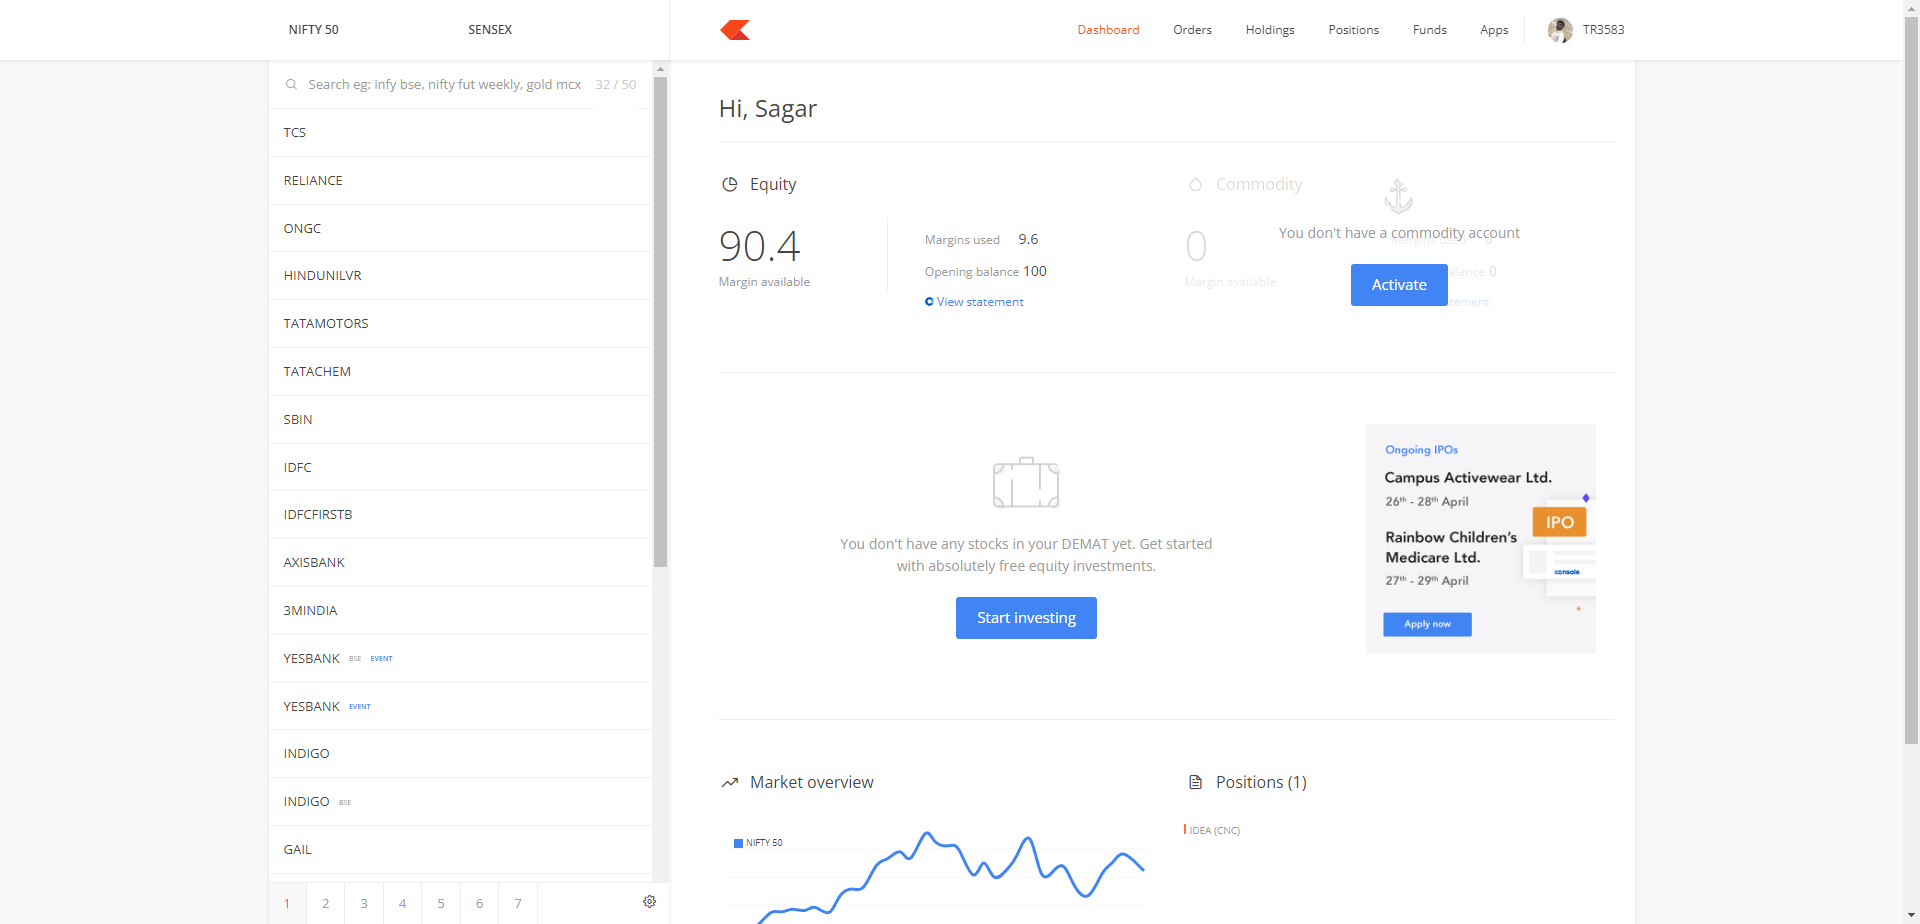 NIFTY 50
SENSEX
Dashboard
Orders
Holdings
Positions
Funds
Apps
TR3583
Search eg: infy bse, nifty fut weekly, gold mcx
32 / 50
TCS
RELIANCE
ONGC
HINDUNILVR
TATAMOTORS
TATACHEM
SBIN
IDFC
IDFCFIRSTB
AXISBANK
3MINDIA
YESBANK BSE EVENT
YESBANK EVENT
INDIGO
INDIGO BSE
GAIL
1 2 3 4 5 6 7
Hi, Sagar
Equity
90.4
Margin available
Margins used 9.6
Opening balance 100
View statement
Commodity
0
Margin available
Margins used 0
alance 0
tement
You don't have a commodity account
Activate
You don't have any stocks in your DEMAT yet. Get started
with absolutely free equity investments.
Start investing
Ongoing IPOs
Campus Activewear Ltd.
26th - 28th April
Rainbow Children's
Medicare Ltd.
27th - 29th April
IPO
console
Apply now
Market overview
NIFTY 50
Positions (1)
IDEA (CNC)